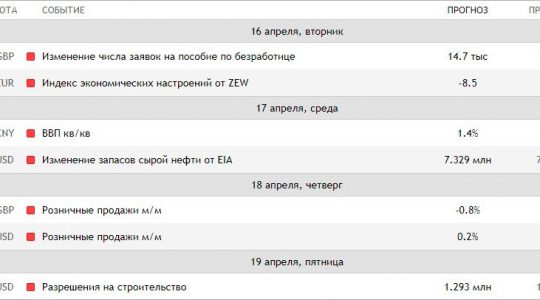 ЮТА СОБЫТИЕ ПРОГНОЗ ПР
16 апреля, вторник
GBP Изменение числа заявок на пособие по безработице 14.7 тыс
EUR Индекс экономических настроений от ZEW -8.5
17 апреля, среда
CNY ВВП кв/кв 1.4%
USD Изменение запасов сырой нефти от EIA 7.329 млн 7
18 апреля, четверг
GBP Розничные продажи м/м -0.8%
USD Розничные продажи м/м 0.2%
19 апреля, пятница
USD Разрешения на строительство 1.293 млн 1